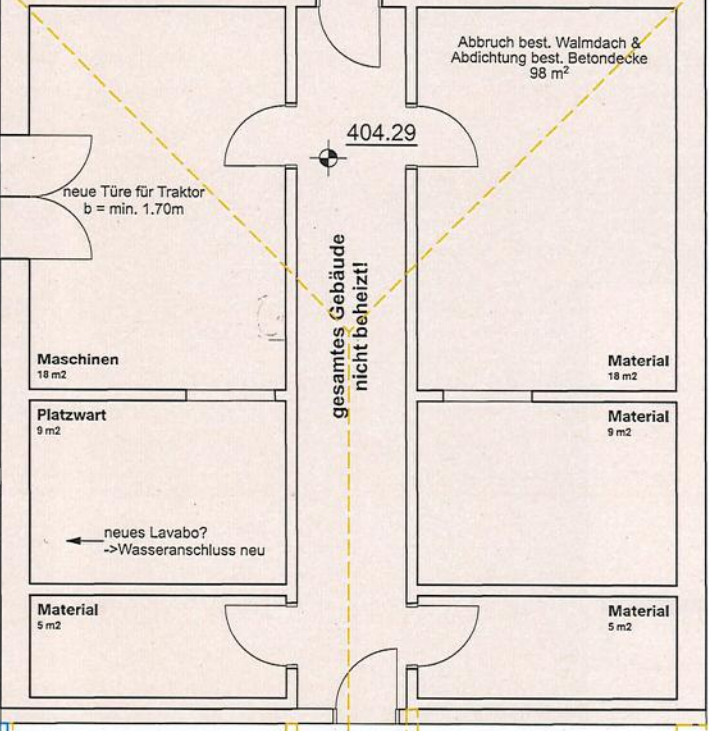 Abbruch best. Walmdach &
Abdichtung best. Betondecke
98 m²
404.29
neue Türe für Traktor
b = min. 1.70m
gesamtes Gebäude
nicht beheizt!
Maschinen
18 m2
Material
18 m2
Platzwart
9 m2
Material
9 m2
neues Lavabo?
->Wasseranschluss neu
Material
5 m2
Material
5 m2